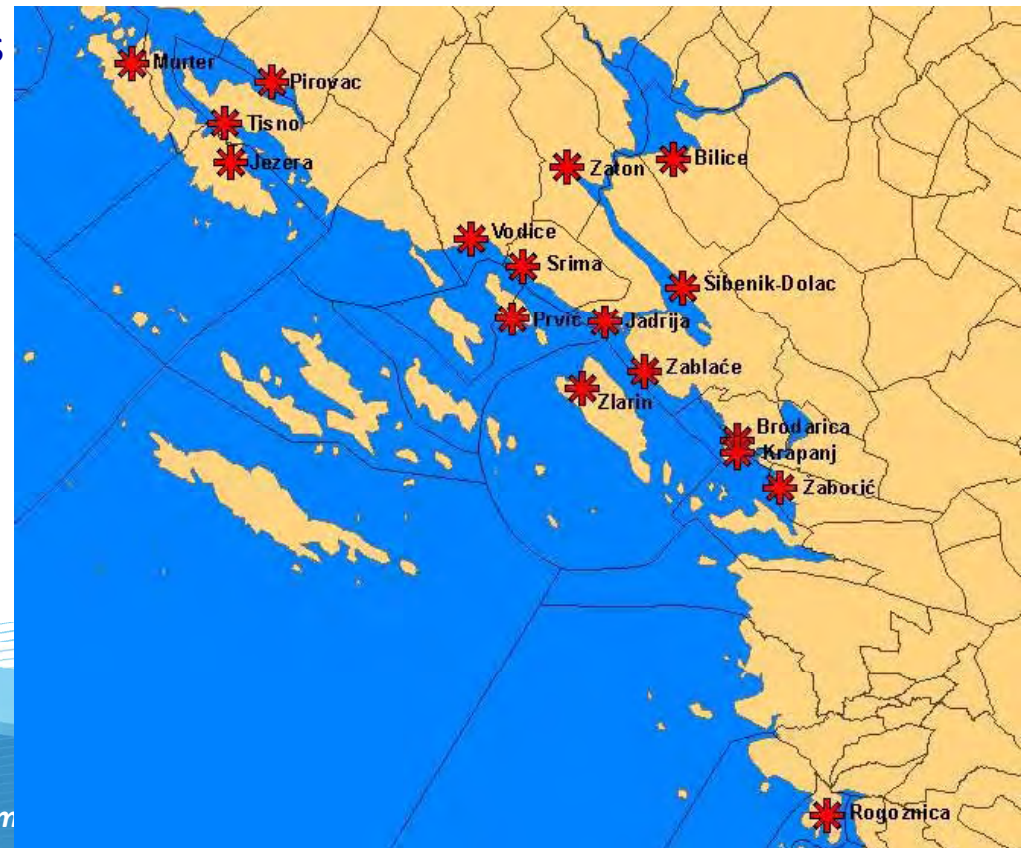 s
Murter
Pirovac
Tisno
Jezera
Bilice
Zaton
Vodice
Srima
Šibenik-Dolac
Prvić
Jadrija
Zablaće
Zlarin
Brodarica
Krapanj
Žaborić
Rogoznica
m